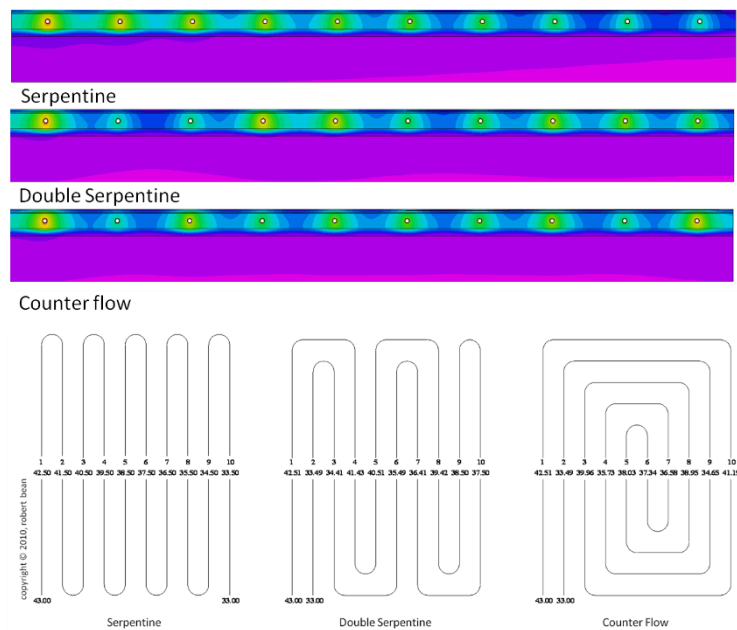 Serpentine
Double Serpentine
Counter flow
1 2 3 4 5 6 7 8 9 10
42.50 41.50 40.50 39.50 38.50 37.50 36.50 35.50 34.50 33.50
43.00 33.00
Serpentine
1 2 3 4 5 6 7 8 9 10
42.51 33.49 34.41 41.43 40.51 35.49 36.41 39.42 38.50 37.50
43.00 33.00
Double Serpentine
1 2 3 4 5 6 7 8 9 10
42.51 33.49 39.96 35.73 38.03 37.34 36.58 38.95 34.65 41.19
43.00 33.00
Counter Flow
copyright © 2010, robert bean